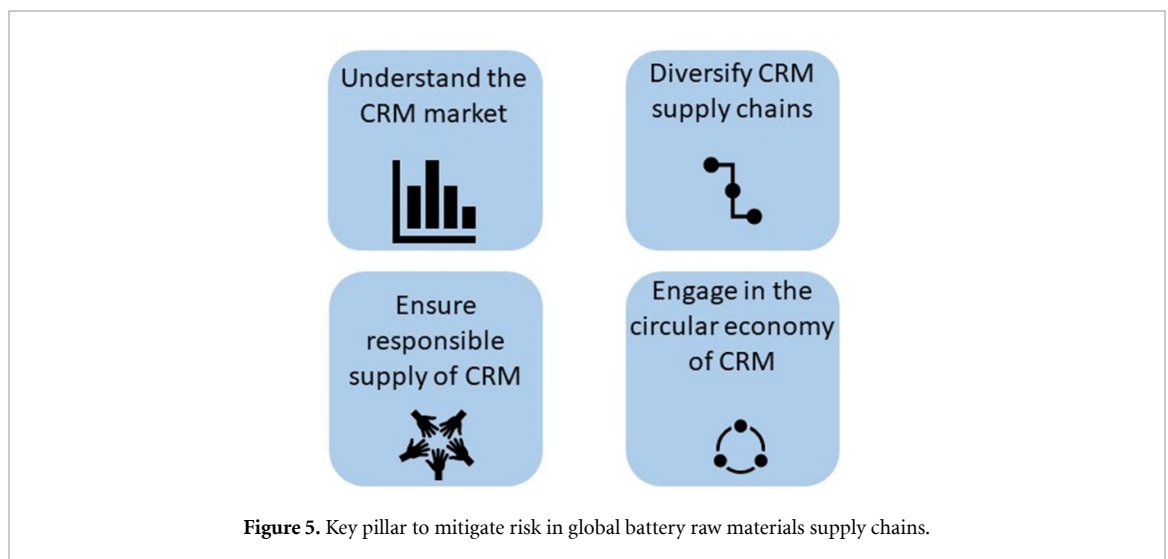 Understand the
CRM market
Diversify CRM
supply chains
Ensure
responsible
supply of CRM
Engage in the
circular economy
of CRM
Figure 5. Key pillar to mitigate risk in global battery raw materials supply chains.